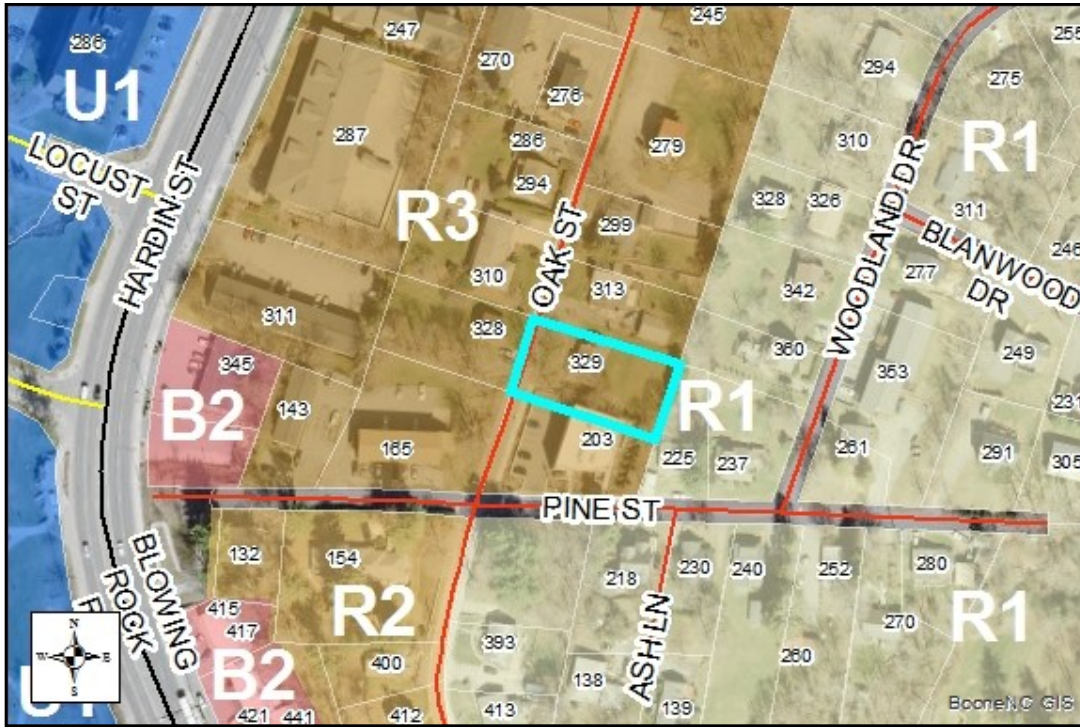 286
U1
LOCUST
ST
HARDIN ST
247
270
276
245
287
286
294
279
R3
299
310
OAK ST
313
311
328
329
345
143
B2
165
203
R1
225
237
PINE ST
294
275
255
310
R1
WOODLAND DR
328
326
311
246
BLANWOOD
DR
277
342
360
353
249
231
261
291
305
BLOWING
ROCK
132
154
R2
415
417
B2
400
421
441
412
393
413
218
230
240
252
280
270
R1
260
ASH LN
138
139
N
W
E
S
U1
BooneNC GIS